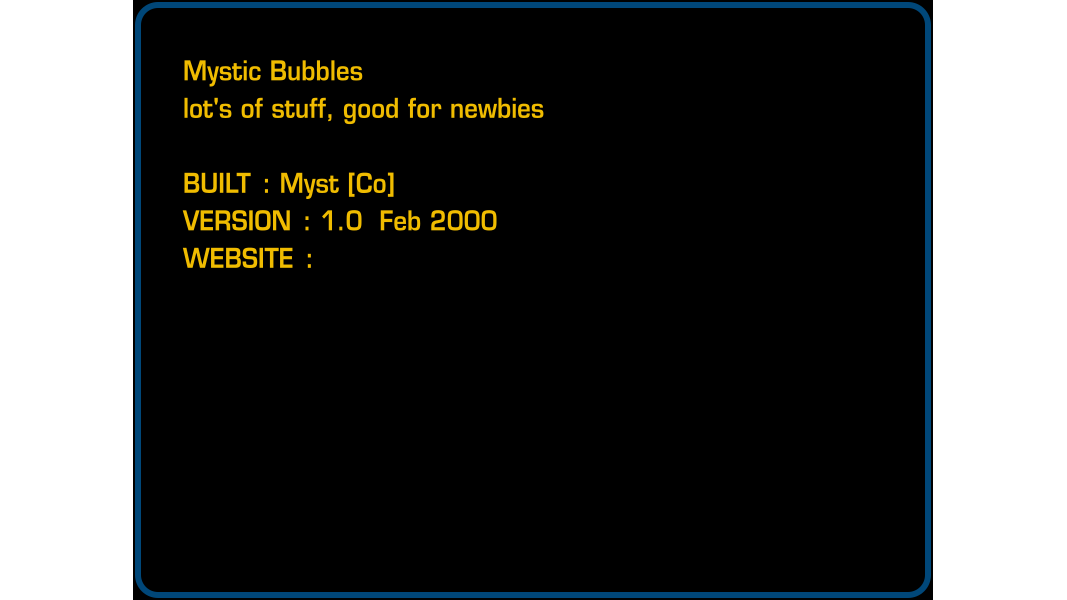 Mystic Bubbles
lot's of stuff, good for newbies
BUILT : Myst [Co]
VERSION : 1.0 Feb 2000
WEBSITE :